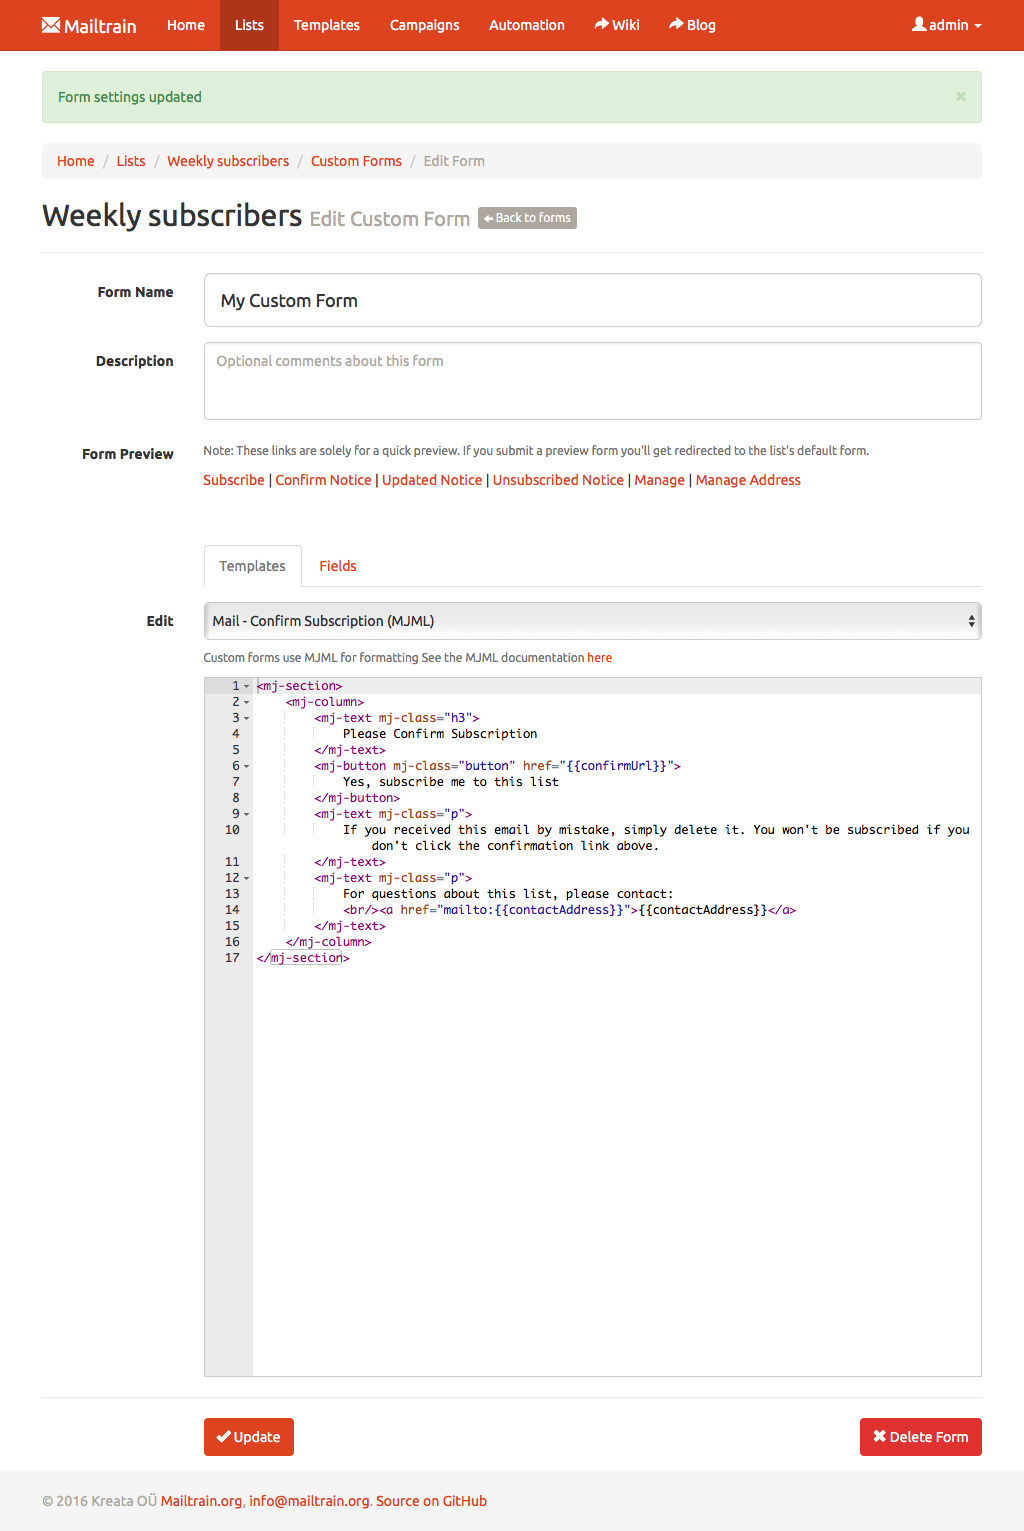 Mailtrain Home Lists Templates Campaigns Automation Wiki Blog admin
Form settings updated ×
Home / Lists / Weekly subscribers / Custom Forms / Edit Form
Weekly subscribers Edit Custom Form Back to forms
Form Name My Custom Form
Description Optional comments about this form
Form Preview Note: These links are solely for a quick preview. If you submit a preview form you'll get redirected to the list's default form.
Subscribe | Confirm Notice | Updated Notice | Unsubscribed Notice | Manage | Manage Address
Templates Fields
Edit Mail - Confirm Subscription (MJML)
Custom forms use MJML for formatting See the MJML documentation here
1 <mj-section>
2 <mj-column>
3 <mj-text mj-class="h3">
4 Please Confirm Subscription
5 </mj-text>
6 <mj-button mj-class="button" href="{{confirmUrl}}">
7 Yes, subscribe me to this list
8 </mj-button>
9 <mj-text mj-class="p">
10 If you received this email by mistake, simply delete it. You won't be subscribed if you
don't click the confirmation link above.
11 </mj-text>
12 <mj-text mj-class="p">
13 For questions about this list, please contact:
14 <br/><a href="mailto:{{contactAddress}}">{{contactAddress}}</a>
15 </mj-text>
16 </mj-column>
17 </mj-section>
Update Delete Form
© 2016 Kreata OÜ Mailtrain.org, info@mailtrain.org. Source on GitHub